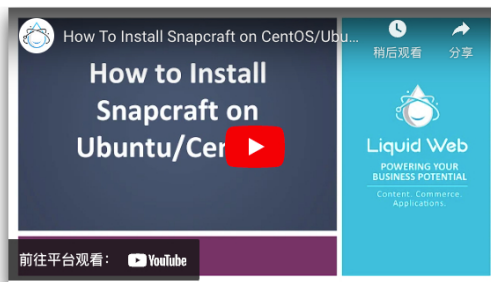 How To Install Snapcraft on CentOS/Ubu...
稍后观看
分享
How to Install
Snapcraft on
Ubuntu/Cen
Liquid Web
POWERING YOUR
BUSINESS POTENTIAL
Content. Commerce.
Applications.
前往平台观看：
YouTube